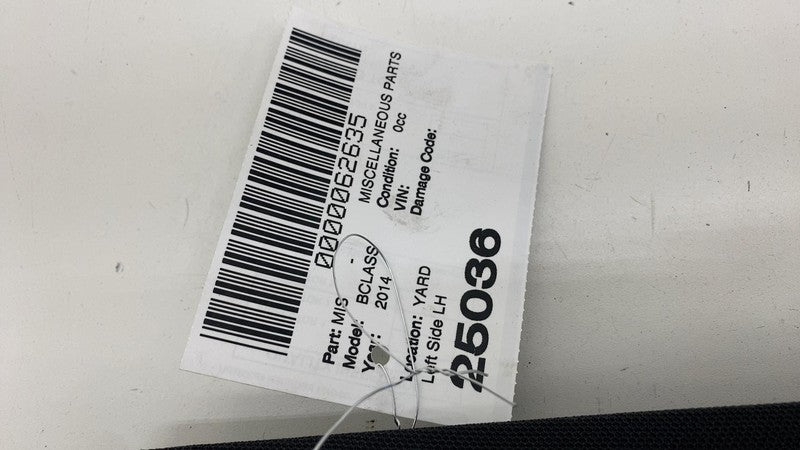 0000062635
Part: MIS - MISCELLANEOUS PARTS
Model: BCLASS Condition: 0cc
Year: 2014 VIN:
Damage Code:
Location: YARD
Left Side LH
25036